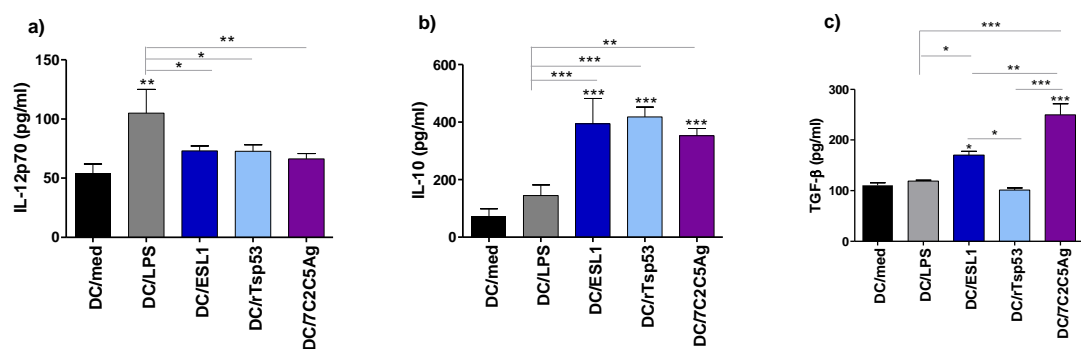 a)
**
*
*
**
IL-12p70 (pg/ml)
150
100
50
0
DC/med
DC/LPS
DC/ESL1
DC/rTsp53
DC/7C2C5Ag
b)
**
***
***
***
***
***
IL-10 (pg/ml)
600
400
200
0
DC/med
DC/LPS
DC/ESL1
DC/rTsp53
DC/7C2C5Ag
c)
***
*
**
***
***
*
*
TGF-β (pg/ml)
300
200
150
100
50
0
DC/med
DC/LPS
DC/ESL1
DC/rTsp53
DC/7C2C5Ag